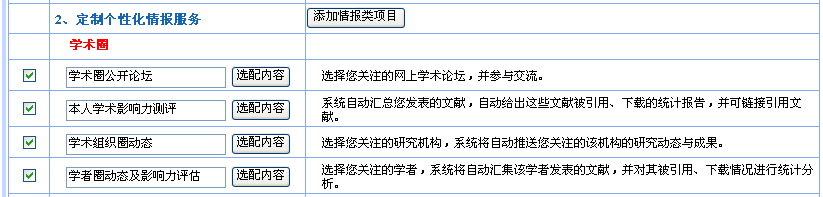 2、定制个性化情报服务 添加情报类项目
学术圈
学术圈公开论坛 选配内容 选择您关注的网上学术论坛，并参与交流。
本人学术影响力测评 选配内容 系统自动汇总您发表的文献，自动给出这些文献被引用、下载的统计报告，并可链接引用文
献。
学术组织圈动态 选配内容 选择您关注的研究机构，系统将自动推送您关注的该机构的研究动态与成果。
学者圈动态及影响力评估 选配内容 选择您关注的学者，系统将自动汇集该学者发表的文献，并对其被引用、下载情况进行统计分
析。